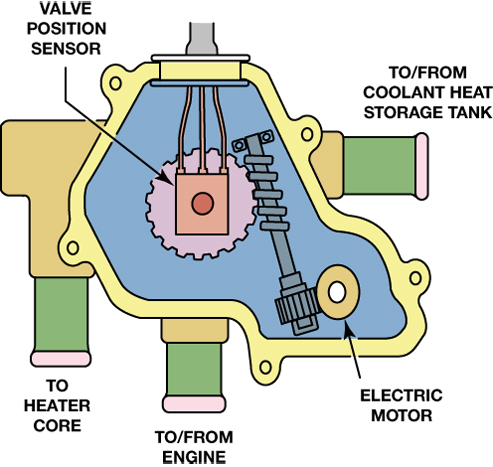 VALVE
POSITION
SENSOR
TO/FROM
COOLANT HEAT
STORAGE TANK
TO
HEATER
CORE
TO/FROM
ENGINE
ELECTRIC
MOTOR